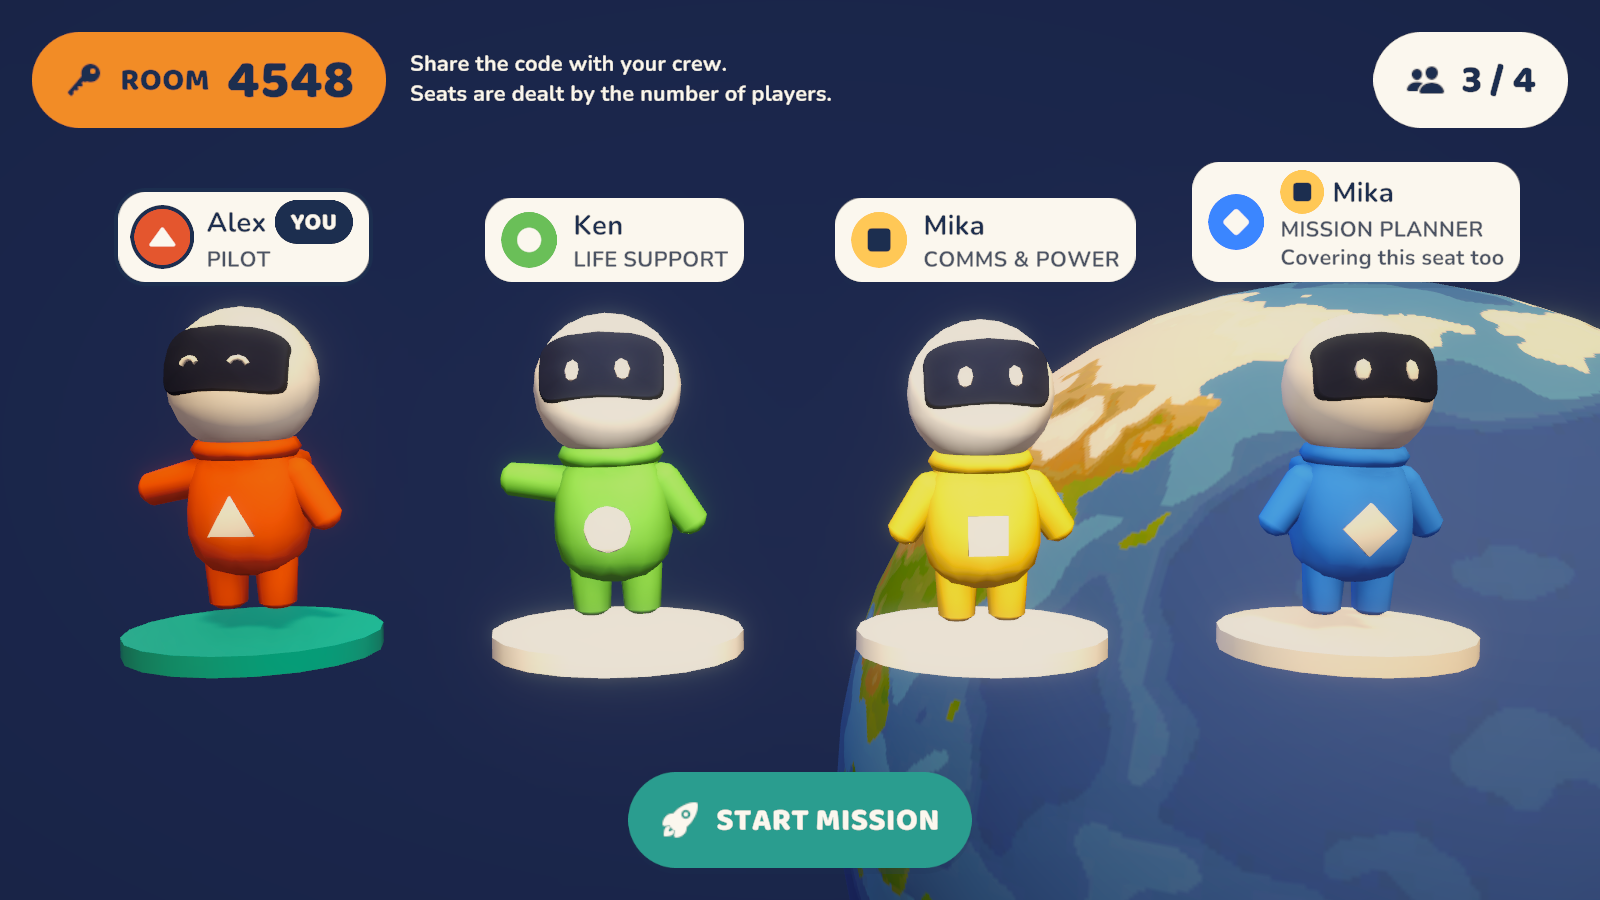 ROOM 4548
Share the code with your crew.
Seats are dealt by the number of players.
3 / 4
Alex YOU
PILOT
Ken
LIFE SUPPORT
Mika
COMMS & POWER
Mika
MISSION PLANNER
Covering this seat too
START MISSION